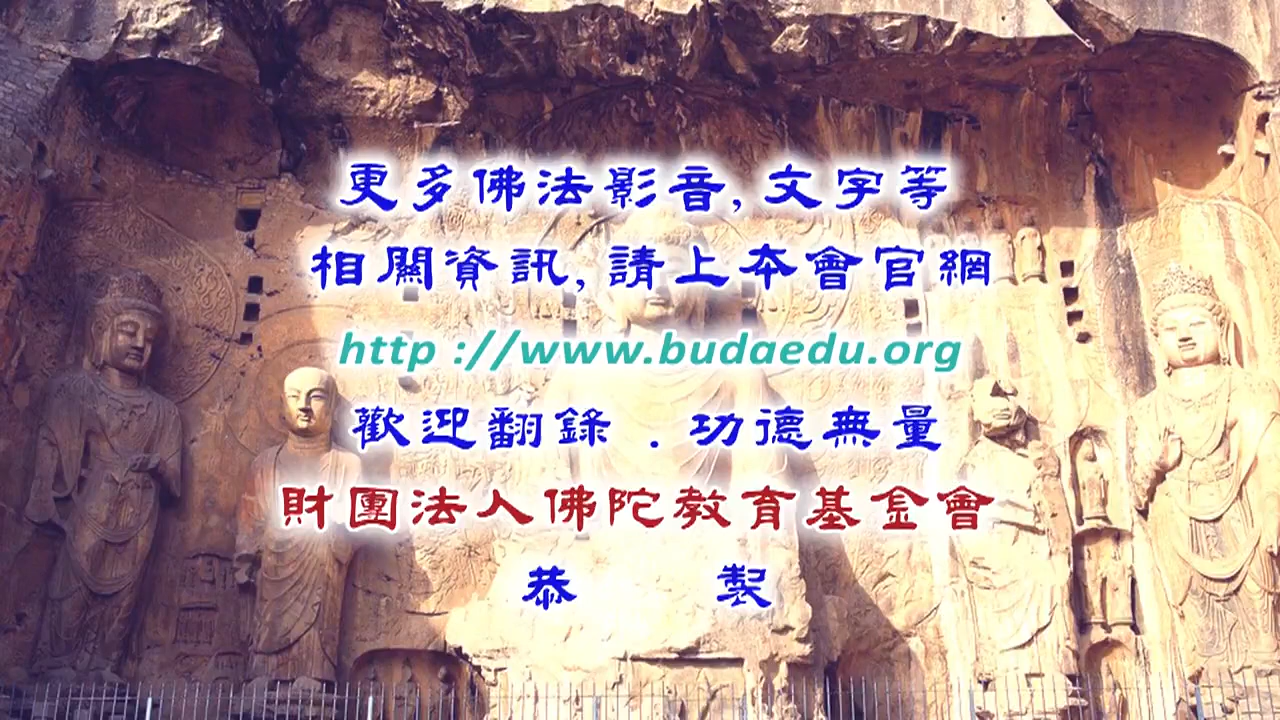 更多佛法影音,文字等
相關資訊,請上本會官網
http ://www.budaedu.org
歡迎翻錄 . 功德無量
財團法人佛陀教育基金會
恭 製